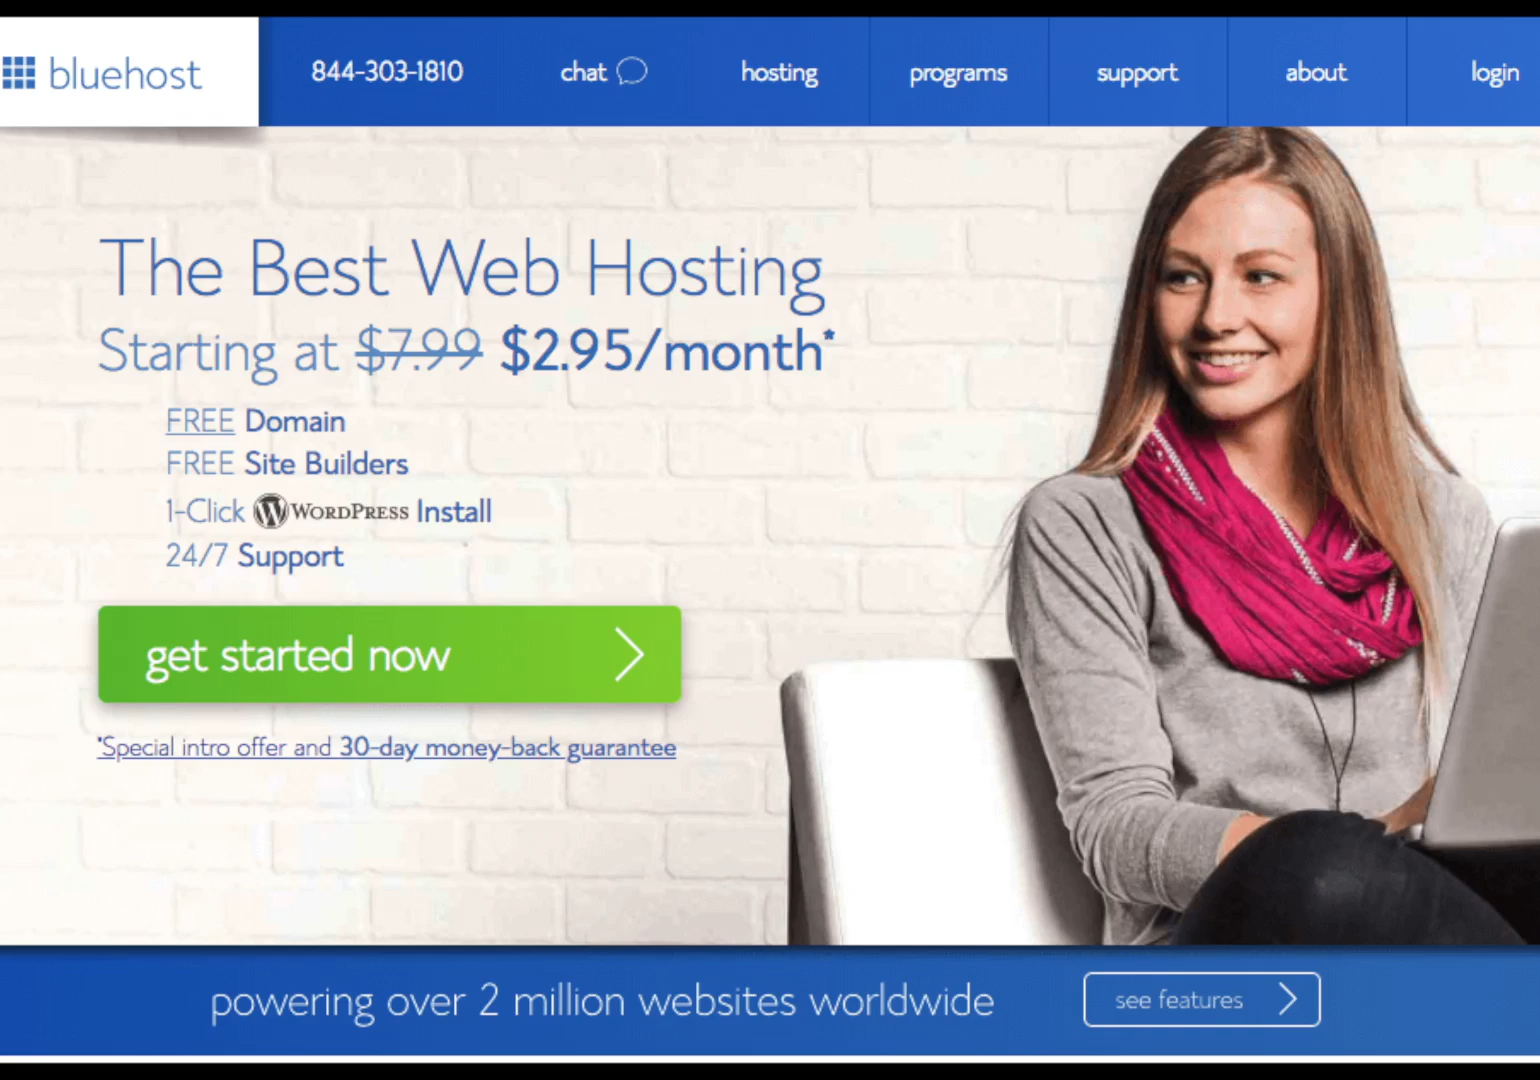 bluehost
844-303-1810
chat
hosting
programs
support
about
login
The Best Web Hosting
Starting at $7.99 $2.95/month*
FREE Domain
FREE Site Builders
1-Click WORDPRESS Install
24/7 Support
get started now
*Special intro offer and 30-day money-back guarantee
powering over 2 million websites worldwide
see features